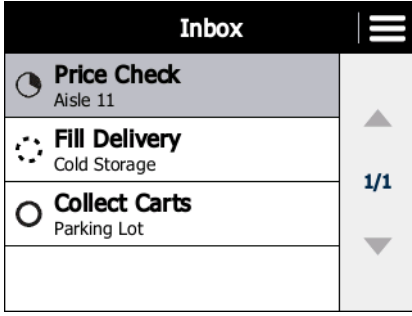 Inbox
Price Check
Aisle 11
Fill Delivery
Cold Storage
1/1
Collect Carts
Parking Lot